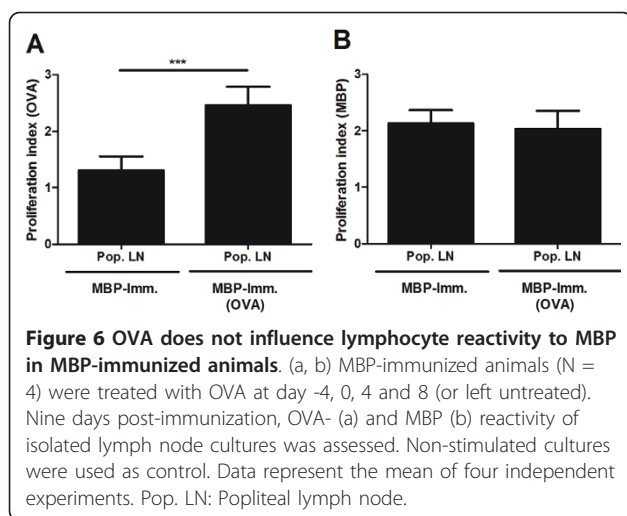 A
B
***
Proliferation index (OVA)
3
2
1
0
Pop. LN
Pop. LN
MBP-Imm.
MBP-Imm.
(OVA)
Proliferation index (MBP)
3
2
1
0
Pop. LN
Pop. LN
MBP-Imm.
MBP-Imm.
(OVA)
Figure 6 OVA does not influence lymphocyte reactivity to MBP
in MBP-immunized animals. (a, b) MBP-immunized animals (N =
4) were treated with OVA at day -4, 0, 4 and 8 (or left untreated).
Nine days post-immunization, OVA- (a) and MBP (b) reactivity of
isolated lymph node cultures was assessed. Non-stimulated cultures
were used as control. Data represent the mean of four independent
experiments. Pop. LN: Popliteal lymph node.